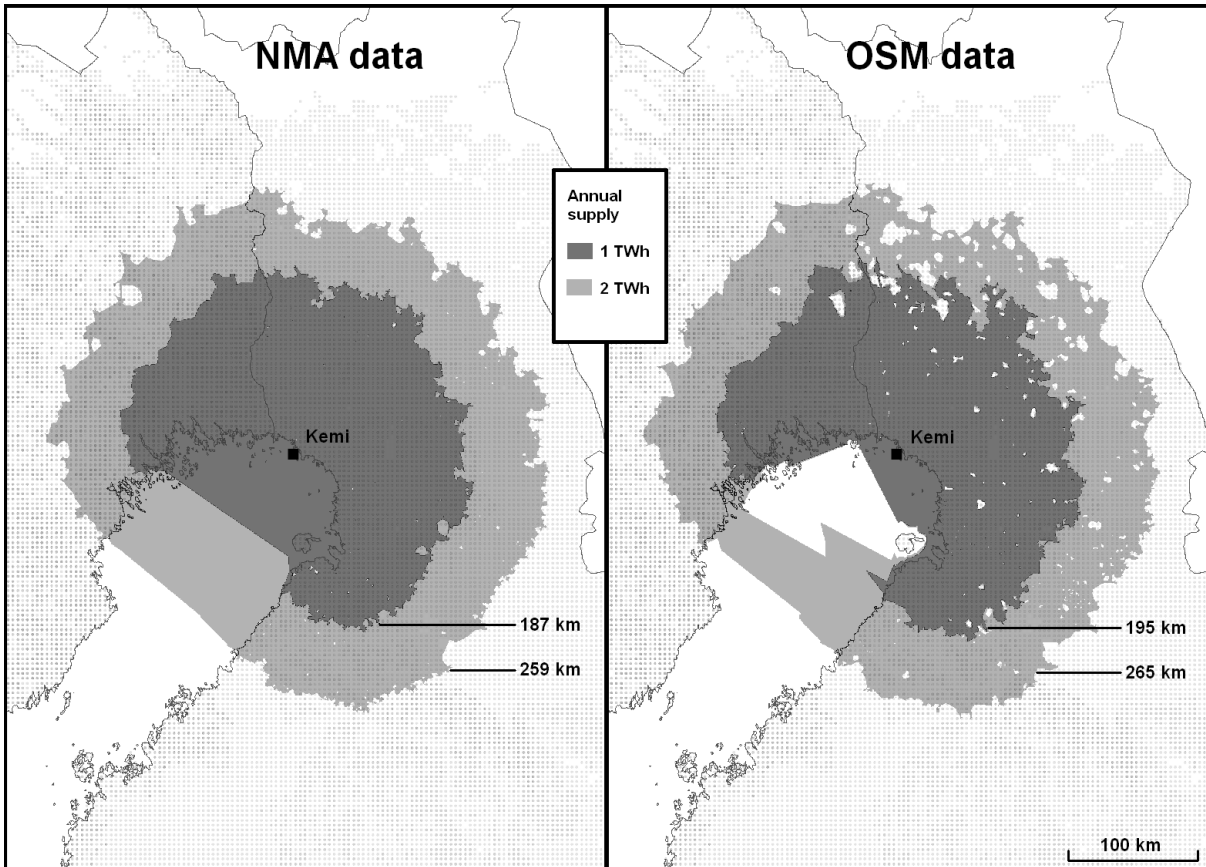 NMA data
OSM data
Annual
supply
1 TWh
2 TWh
Kemi
Kemi
187 km
259 km
195 km
265 km
100 km